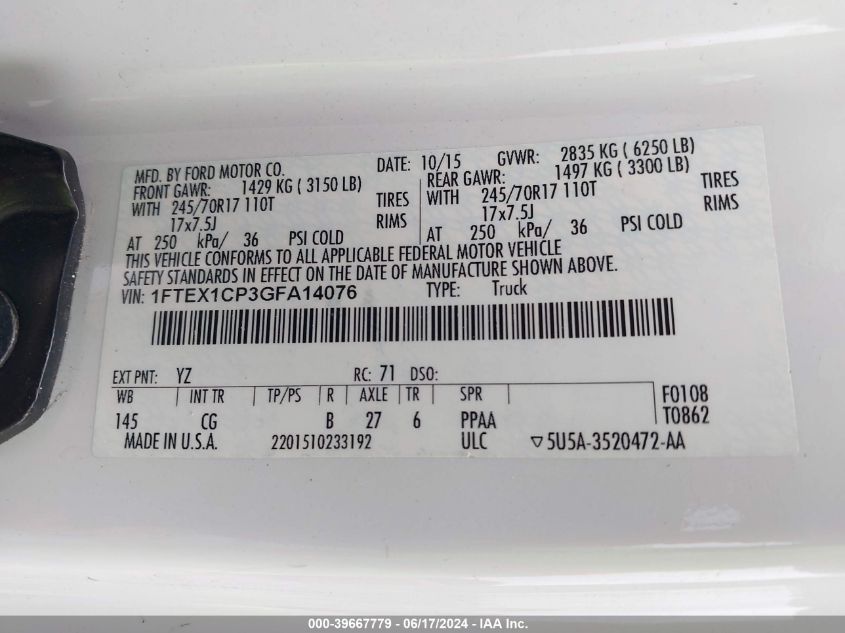 MFD. BY FORD MOTOR CO. DATE: 10/15 GVWR: 2835 KG ( 6250 LB)
FRONT GAWR: 1429 KG ( 3150 LB) REAR GAWR: 1497 KG ( 3300 LB)
WITH 245/70R17 110T TIRES WITH 245/70R17 110T TIRES
17x7.5J RIMS 17x7.5J RIMS
AT 250 kPa/ 36 PSI COLD AT 250 kPa/ 36 PSI COLD
THIS VEHICLE CONFORMS TO ALL APPLICABLE FEDERAL MOTOR VEHICLE
SAFETY STANDARDS IN EFFECT ON THE DATE OF MANUFACTURE SHOWN ABOVE.
VIN: 1FTEX1CP3GFA14076 TYPE: Truck
EXT PNT: YZ RC: 71 DSO:
WB INT TR TP/PS R AXLE TR SPR F0108
145 CG B 27 6 PPAA T0862
MADE IN U.S.A. 2201510233192 ULC ▽5U5A-3520472-AA
000-39667779 - 06/17/2024 - IAA Inc.